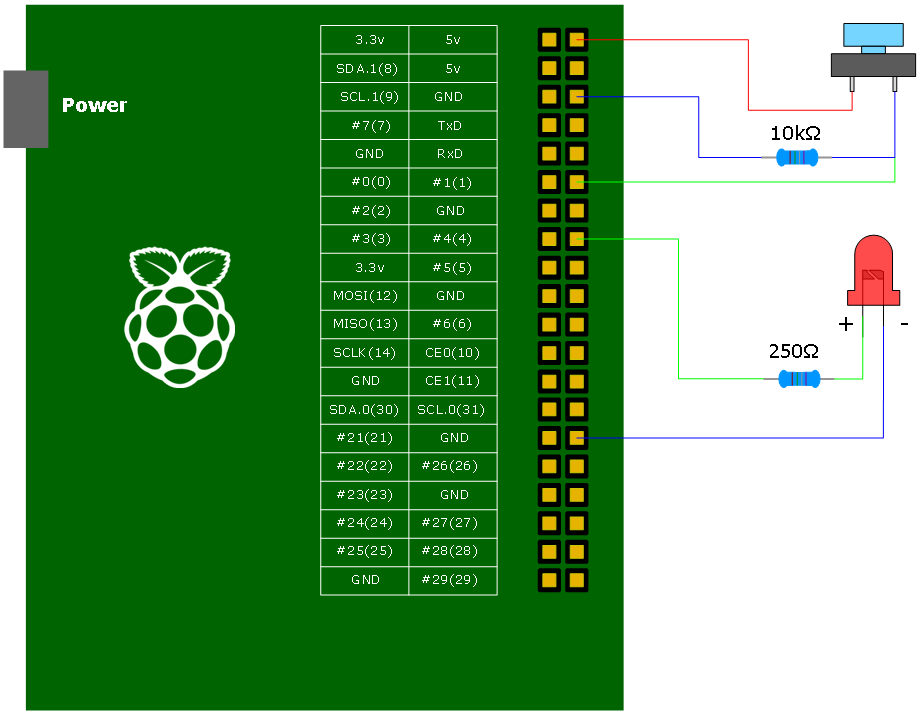 3.3v 5v
SDA.1(8) 5v
SCL.1(9) GND
Power
#7(7) TxD
10kΩ
GND RxD
#0(0) #1(1)
#2(2) GND
#3(3) #4(4)
3.3v #5(5)
MOSI(12) GND
MISO(13) #6(6)
+ -
SCLK(14) CE0(10)
250Ω
GND CE1(11)
SDA.0(30) SCL.0(31)
#21(21) GND
#22(22) #26(26)
#23(23) GND
#24(24) #27(27)
#25(25) #28(28)
GND #29(29)